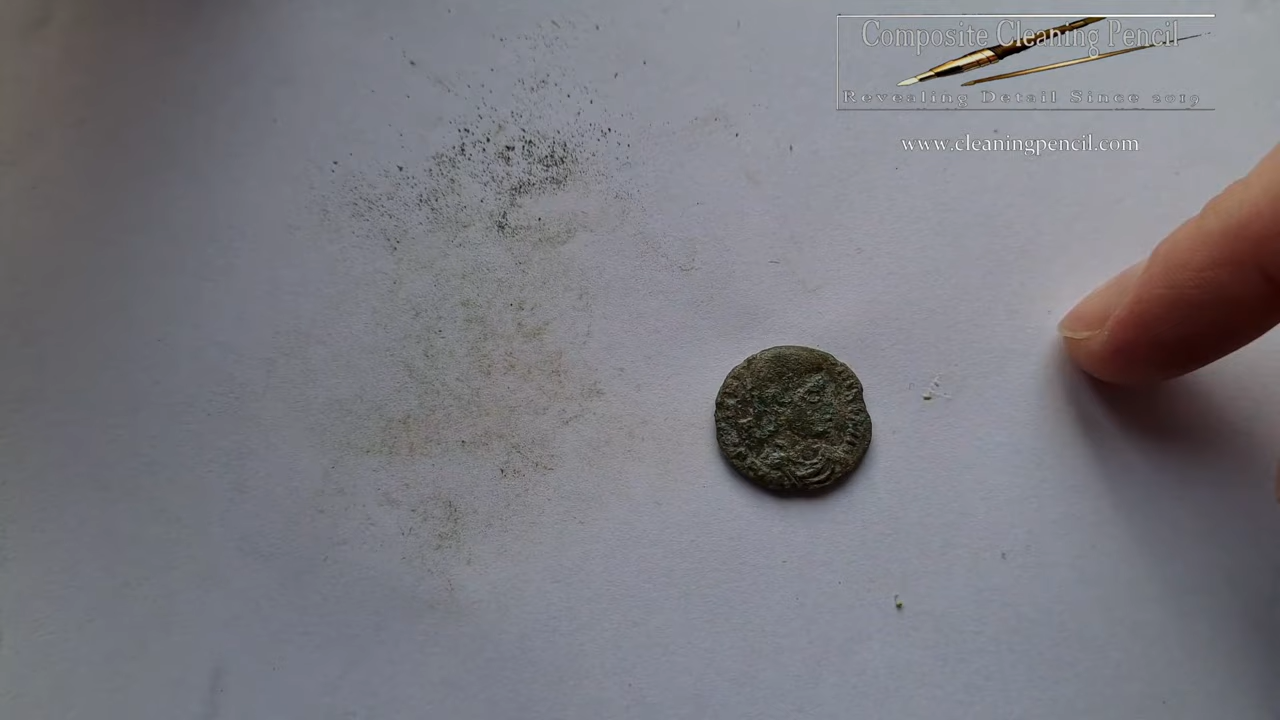 Composite Cleaning Pencil
Revealing Detail Since 2019
www.cleaningpencil.com